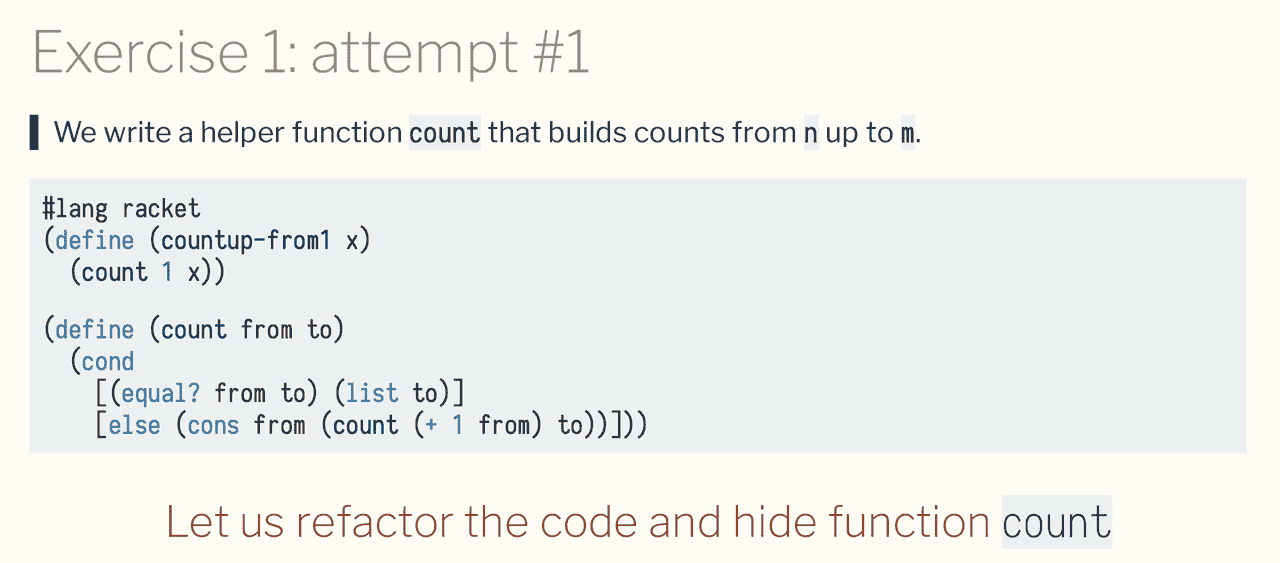 Exercise 1: attempt #1
We write a helper function count that builds counts from n up to m.
#lang racket
(define (countup-from1 x)
  (count 1 x))
(define (count from to)
  (cond
    [(equal? from to) (list to)]
    [else (cons from (count (+ 1 from) to))]))
Let us refactor the code and hide function count